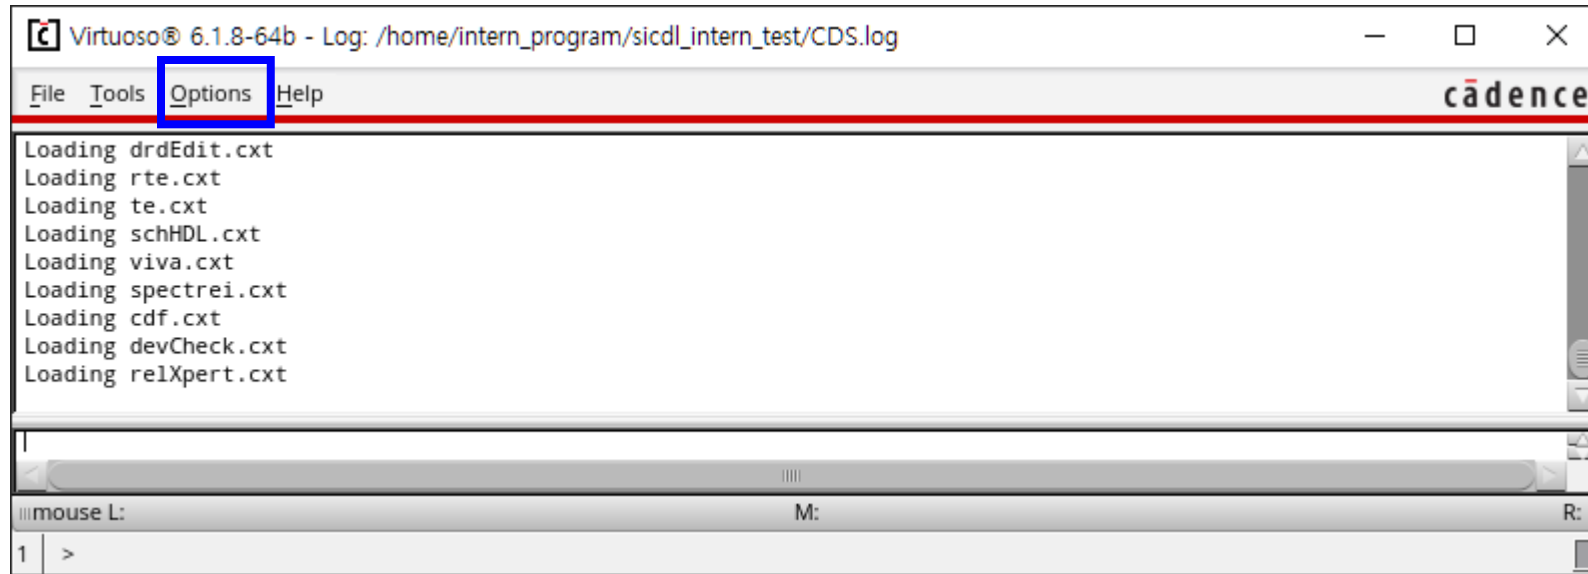 Virtuoso® 6.1.8-64b - Log: /home/intern_program/sicdl_intern_test/CDS.log
File Tools Options Help cādence
Loading drdEdit.cxt
Loading rte.cxt
Loading te.cxt
Loading schHDL.cxt
Loading viva.cxt
Loading spectrei.cxt
Loading cdf.cxt
Loading devCheck.cxt
Loading relXpert.cxt
mouse L: M: R:
1 >